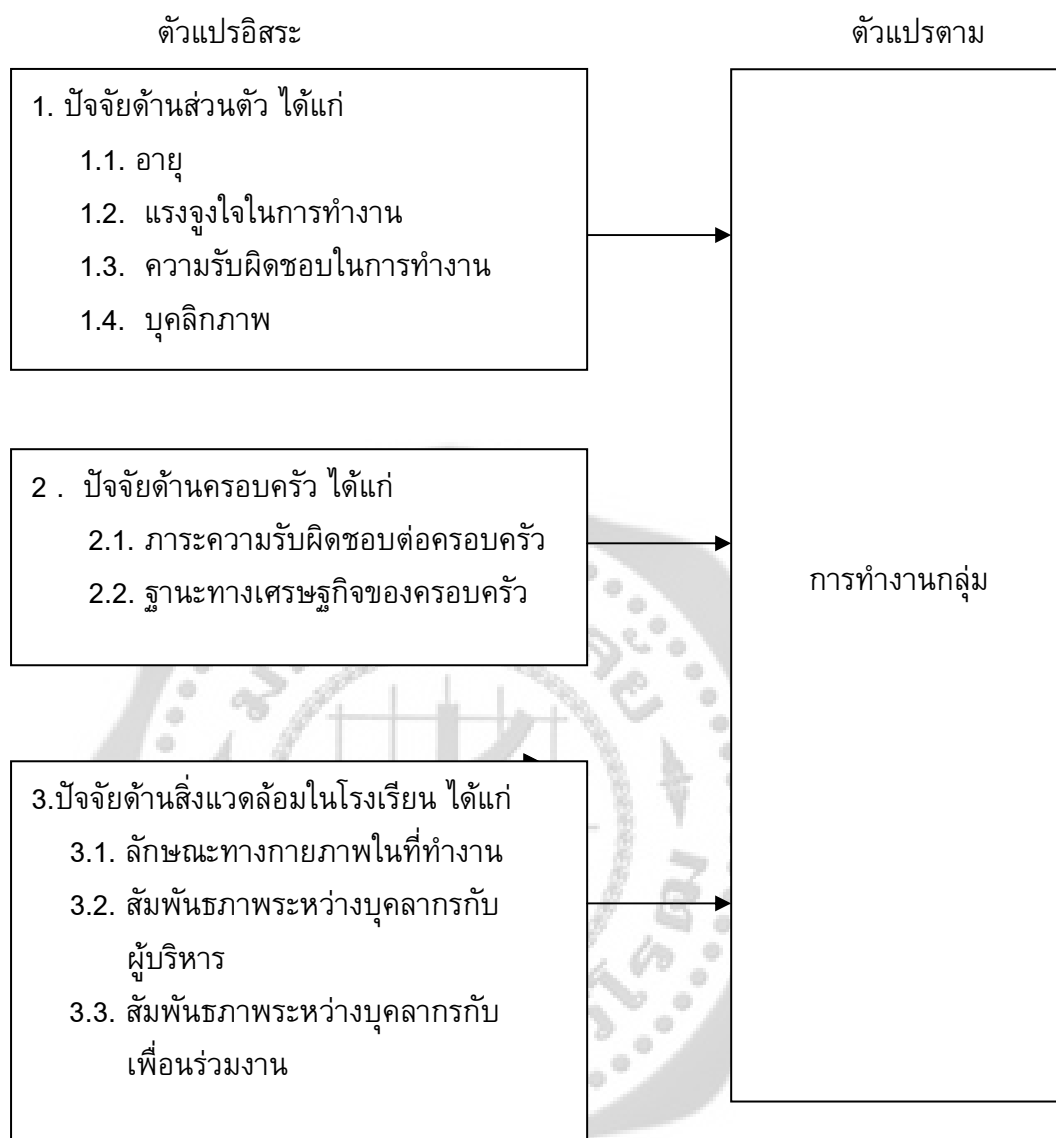 ตัวแปรอิสระ
ตัวแปรตาม
1. ปัจจัยด้านส่วนตัว ได้แก่
1.1. อายุ
1.2. แรงจูงใจในการทำงาน
1.3. ความรับผิดชอบในการทำงาน
1.4. บุคลิกภาพ
2 . ปัจจัยด้านครอบครัว ได้แก่
2.1. ภาระความรับผิดชอบต่อครอบครัว
2.2. ฐานะทางเศรษฐกิจของครอบครัว
3.ปัจจัยด้านสิ่งแวดล้อมในโรงเรียน ได้แก่
3.1. ลักษณะทางกายภาพในที่ทำงาน
3.2. สัมพันธภาพระหว่างบุคลากรกับ
ผู้บริหาร
3.3. สัมพันธภาพระหว่างบุคลากรกับ
เพื่อนร่วมงาน
การทำงานกลุ่ม